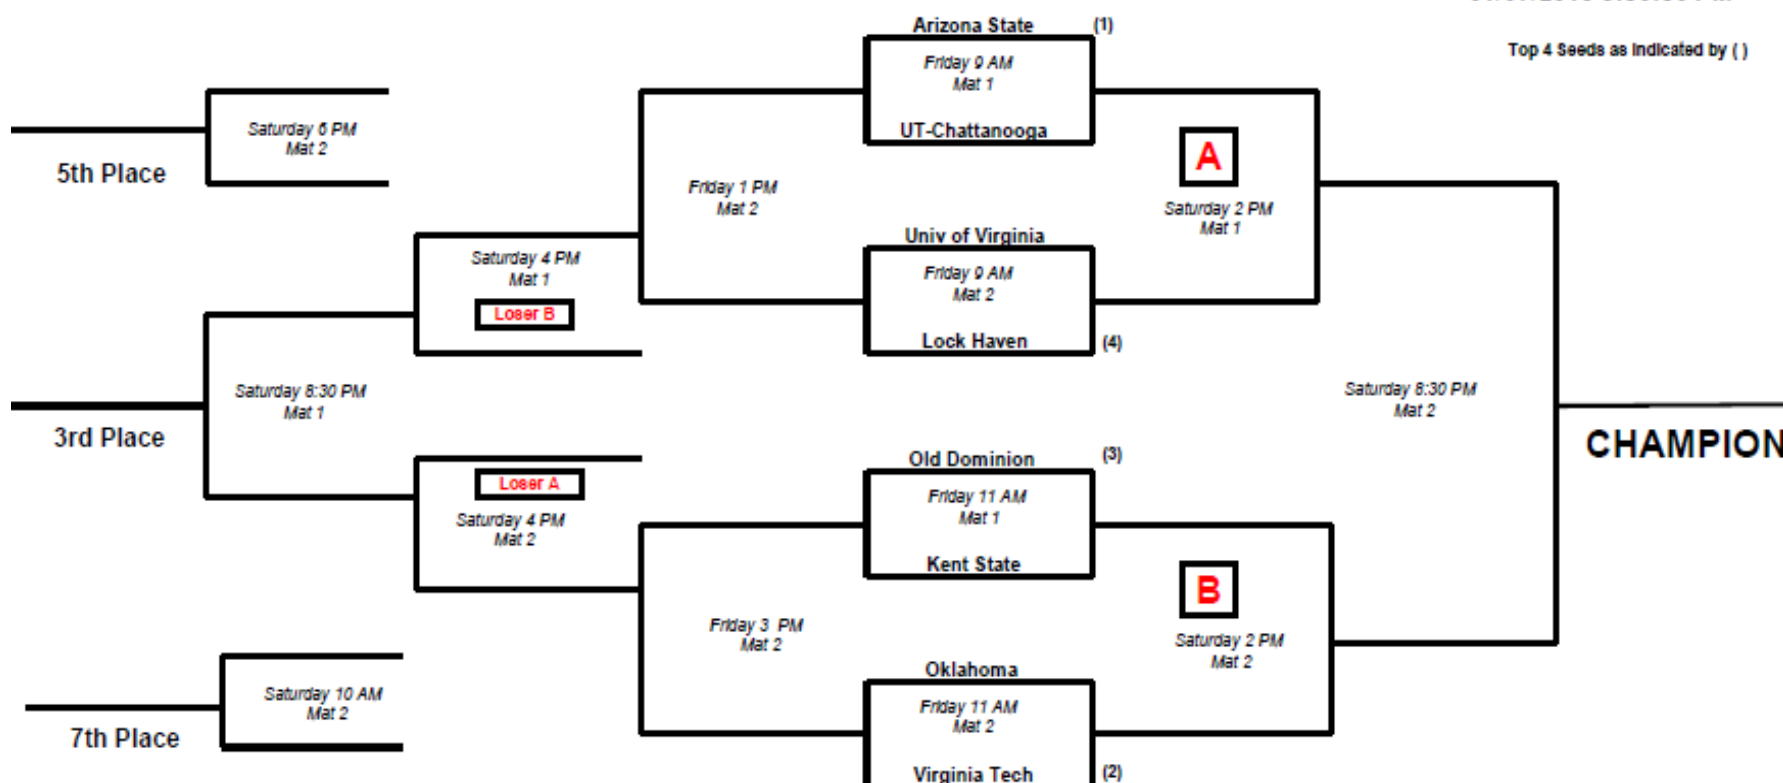 Arizona State (1)
Top 4 Seeds as Indicated by ( )
Friday 9 AM
Mat 1
UT-Chattanooga
Saturday 6 PM
Mat 2
5th Place
A
Friday 1 PM
Mat 2
Saturday 2 PM
Mat 1
Univ of Virginia
Saturday 4 PM
Mat 1
Friday 9 AM
Mat 2
Loser B
Lock Haven (4)
Saturday 8:30 PM
Mat 1
Saturday 8:30 PM
Mat 2
3rd Place
CHAMPION
Old Dominion (3)
Loser A
Friday 11 AM
Mat 1
Saturday 4 PM
Mat 2
Kent State
B
Friday 3 PM
Mat 2
Saturday 2 PM
Mat 2
Oklahoma
Saturday 10 AM
Mat 2
Friday 11 AM
Mat 2
7th Place
Virginia Tech (2)